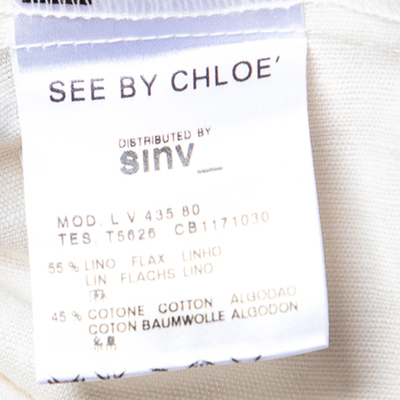 SEE BY CHLOE'
DISTRIBUTED BY
sinv_
MOD. L V 435 80
TES. T5626 CB1171030
55 % LINO FLAX LINHO
LIN FLACHS LINO
45 % COTONE COTTON ALGODAO
COTON BAUMWOLLE ALGODON